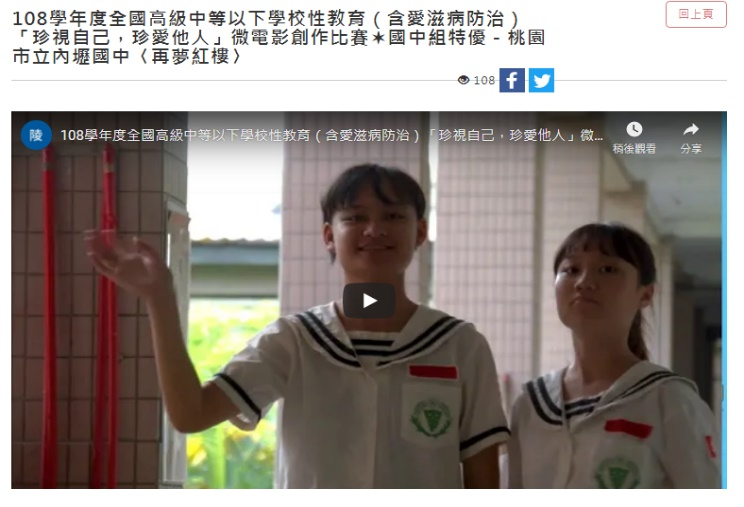 108學年度全國高級中等以下學校性教育（含愛滋病防治）
「珍視自己，珍愛他人」微電影創作比賽✶國中組特優－桃園
市立內壢國中〈再夢紅樓〉
回上頁
108
陵 108學年度全國高級中等以下學校性教育（含愛滋病防治）「珍視自己，珍愛他人」微...
稍後觀看
分享